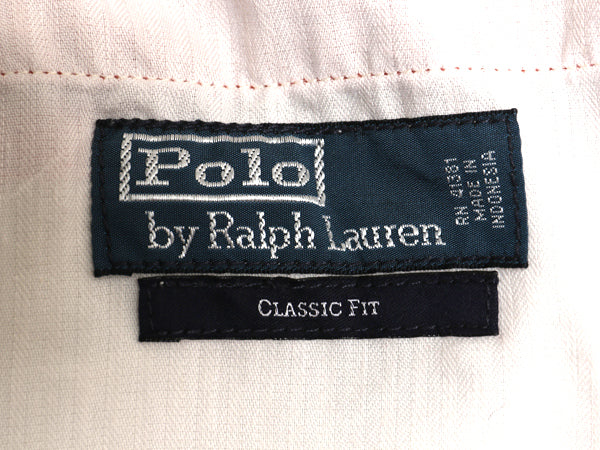 Polo
by Ralph Lauren
RN 41381
MADE IN
INDONESIA
CLASSIC FIT